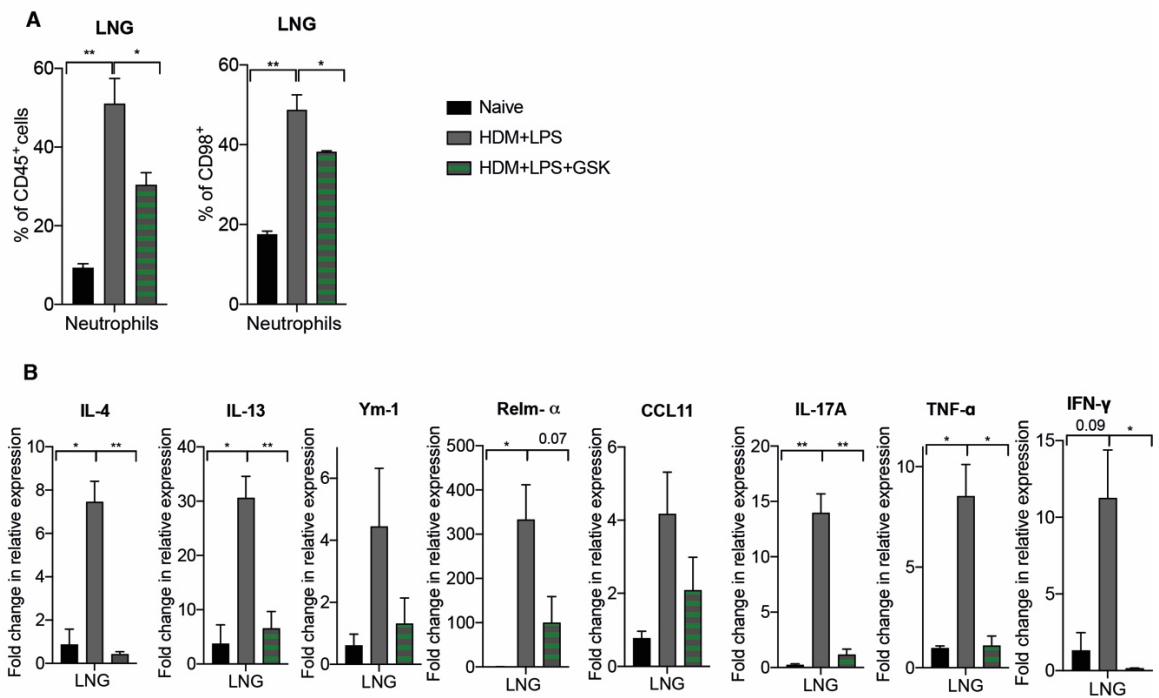 A
LNG
** *
60
40
20
0
% of CD45+ cells
Neutrophils
LNG
** *
60
40
20
0
% of CD98+
Neutrophils
Naive
HDM+LPS
HDM+LPS+GSK
B
IL-4
* **
10
8
6
4
2
0
Fold change in relative expression
LNG
IL-13
* **
40
30
20
10
0
Fold change in relative expression
LNG
Ym-1
6
4
2
0
Fold change in relative expression
LNG
Relm- α
* 0.07
500
400
300
200
100
0
Fold change in relative expression
LNG
CCL11
6
4
2
0
Fold change in relative expression
LNG
IL-17A
** **
20
15
10
5
0
Fold change in relative expression
LNG
TNF-α
* *
10
5
0
Fold change in relative expression
LNG
IFN-γ
0.09 *
15
10
5
0
Fold change in relative expression
LNG